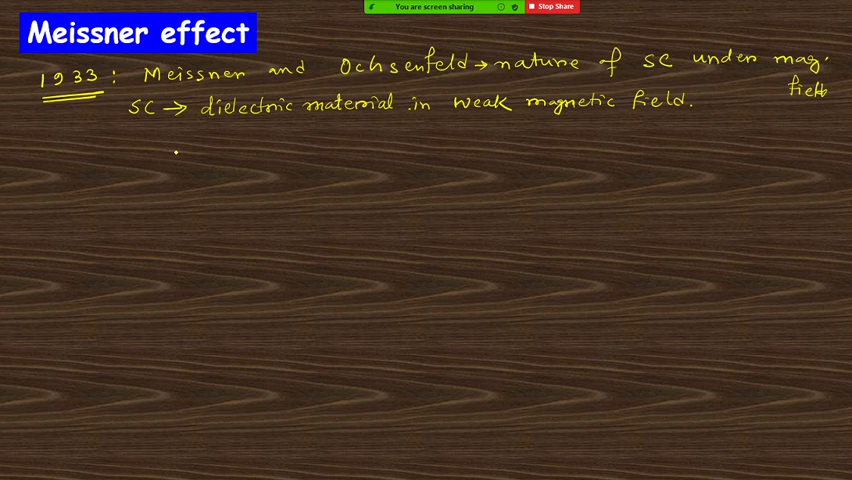 You are screen sharing
Stop Share
Meissner effect
1933 : Meissner and Ochsenfeld → nature of SC under mag. field
SC → dielectric material in weak magnetic field.